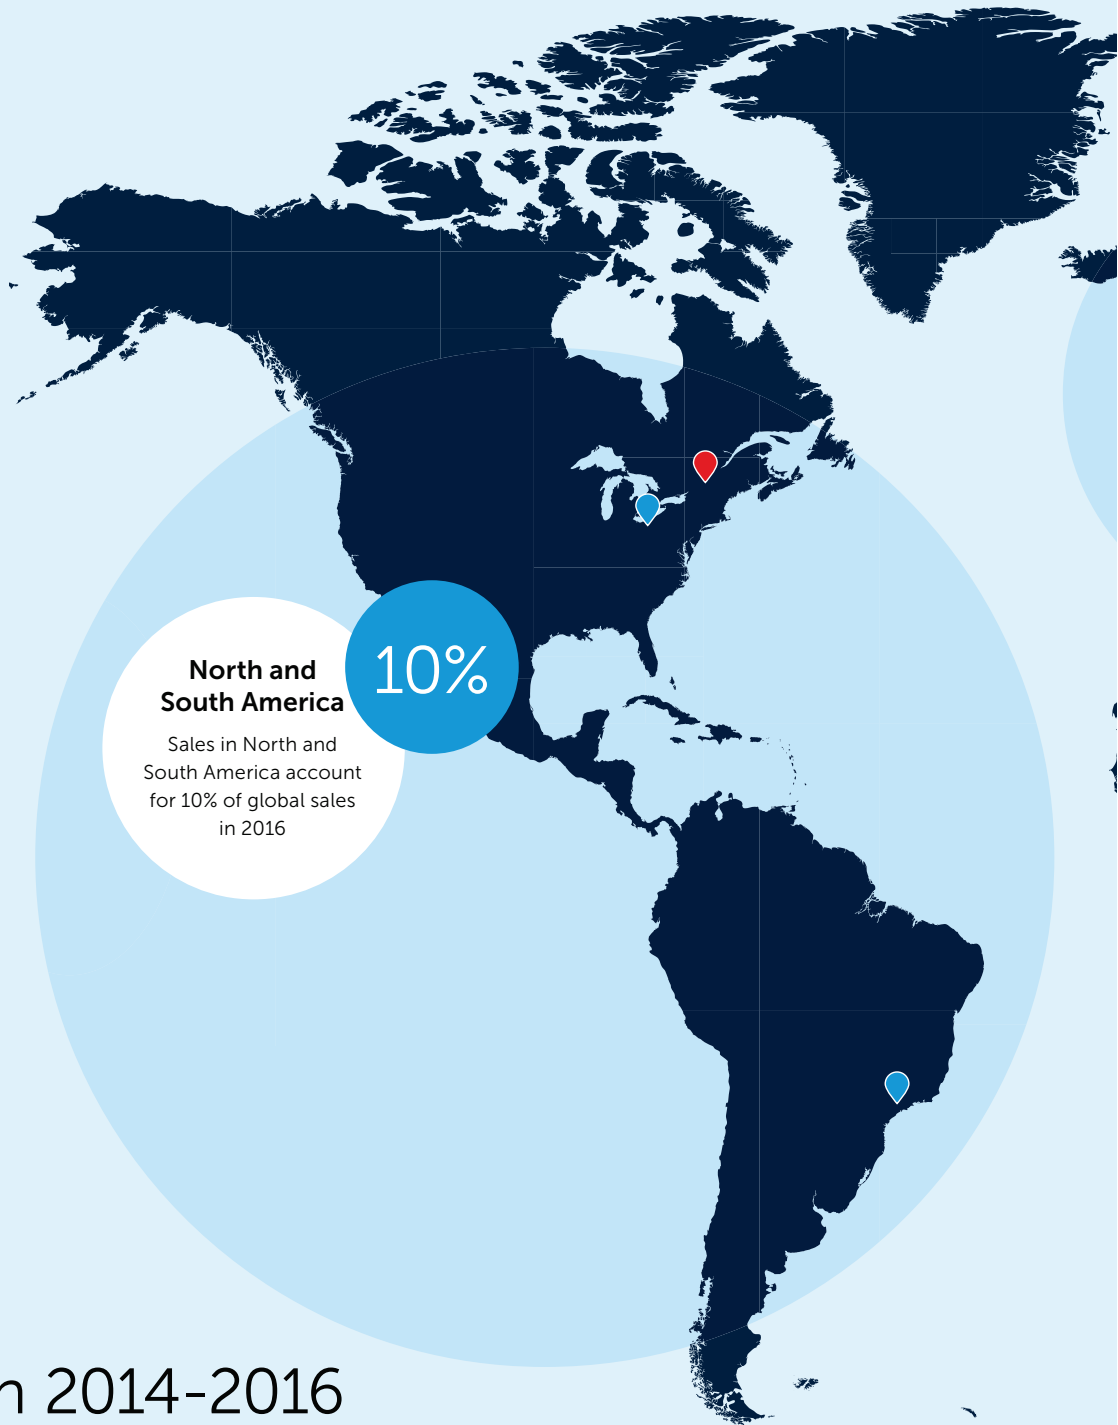 North and
South America
10%
Sales in North and
South America account
for 10% of global sales
in 2016
n 2014-2016